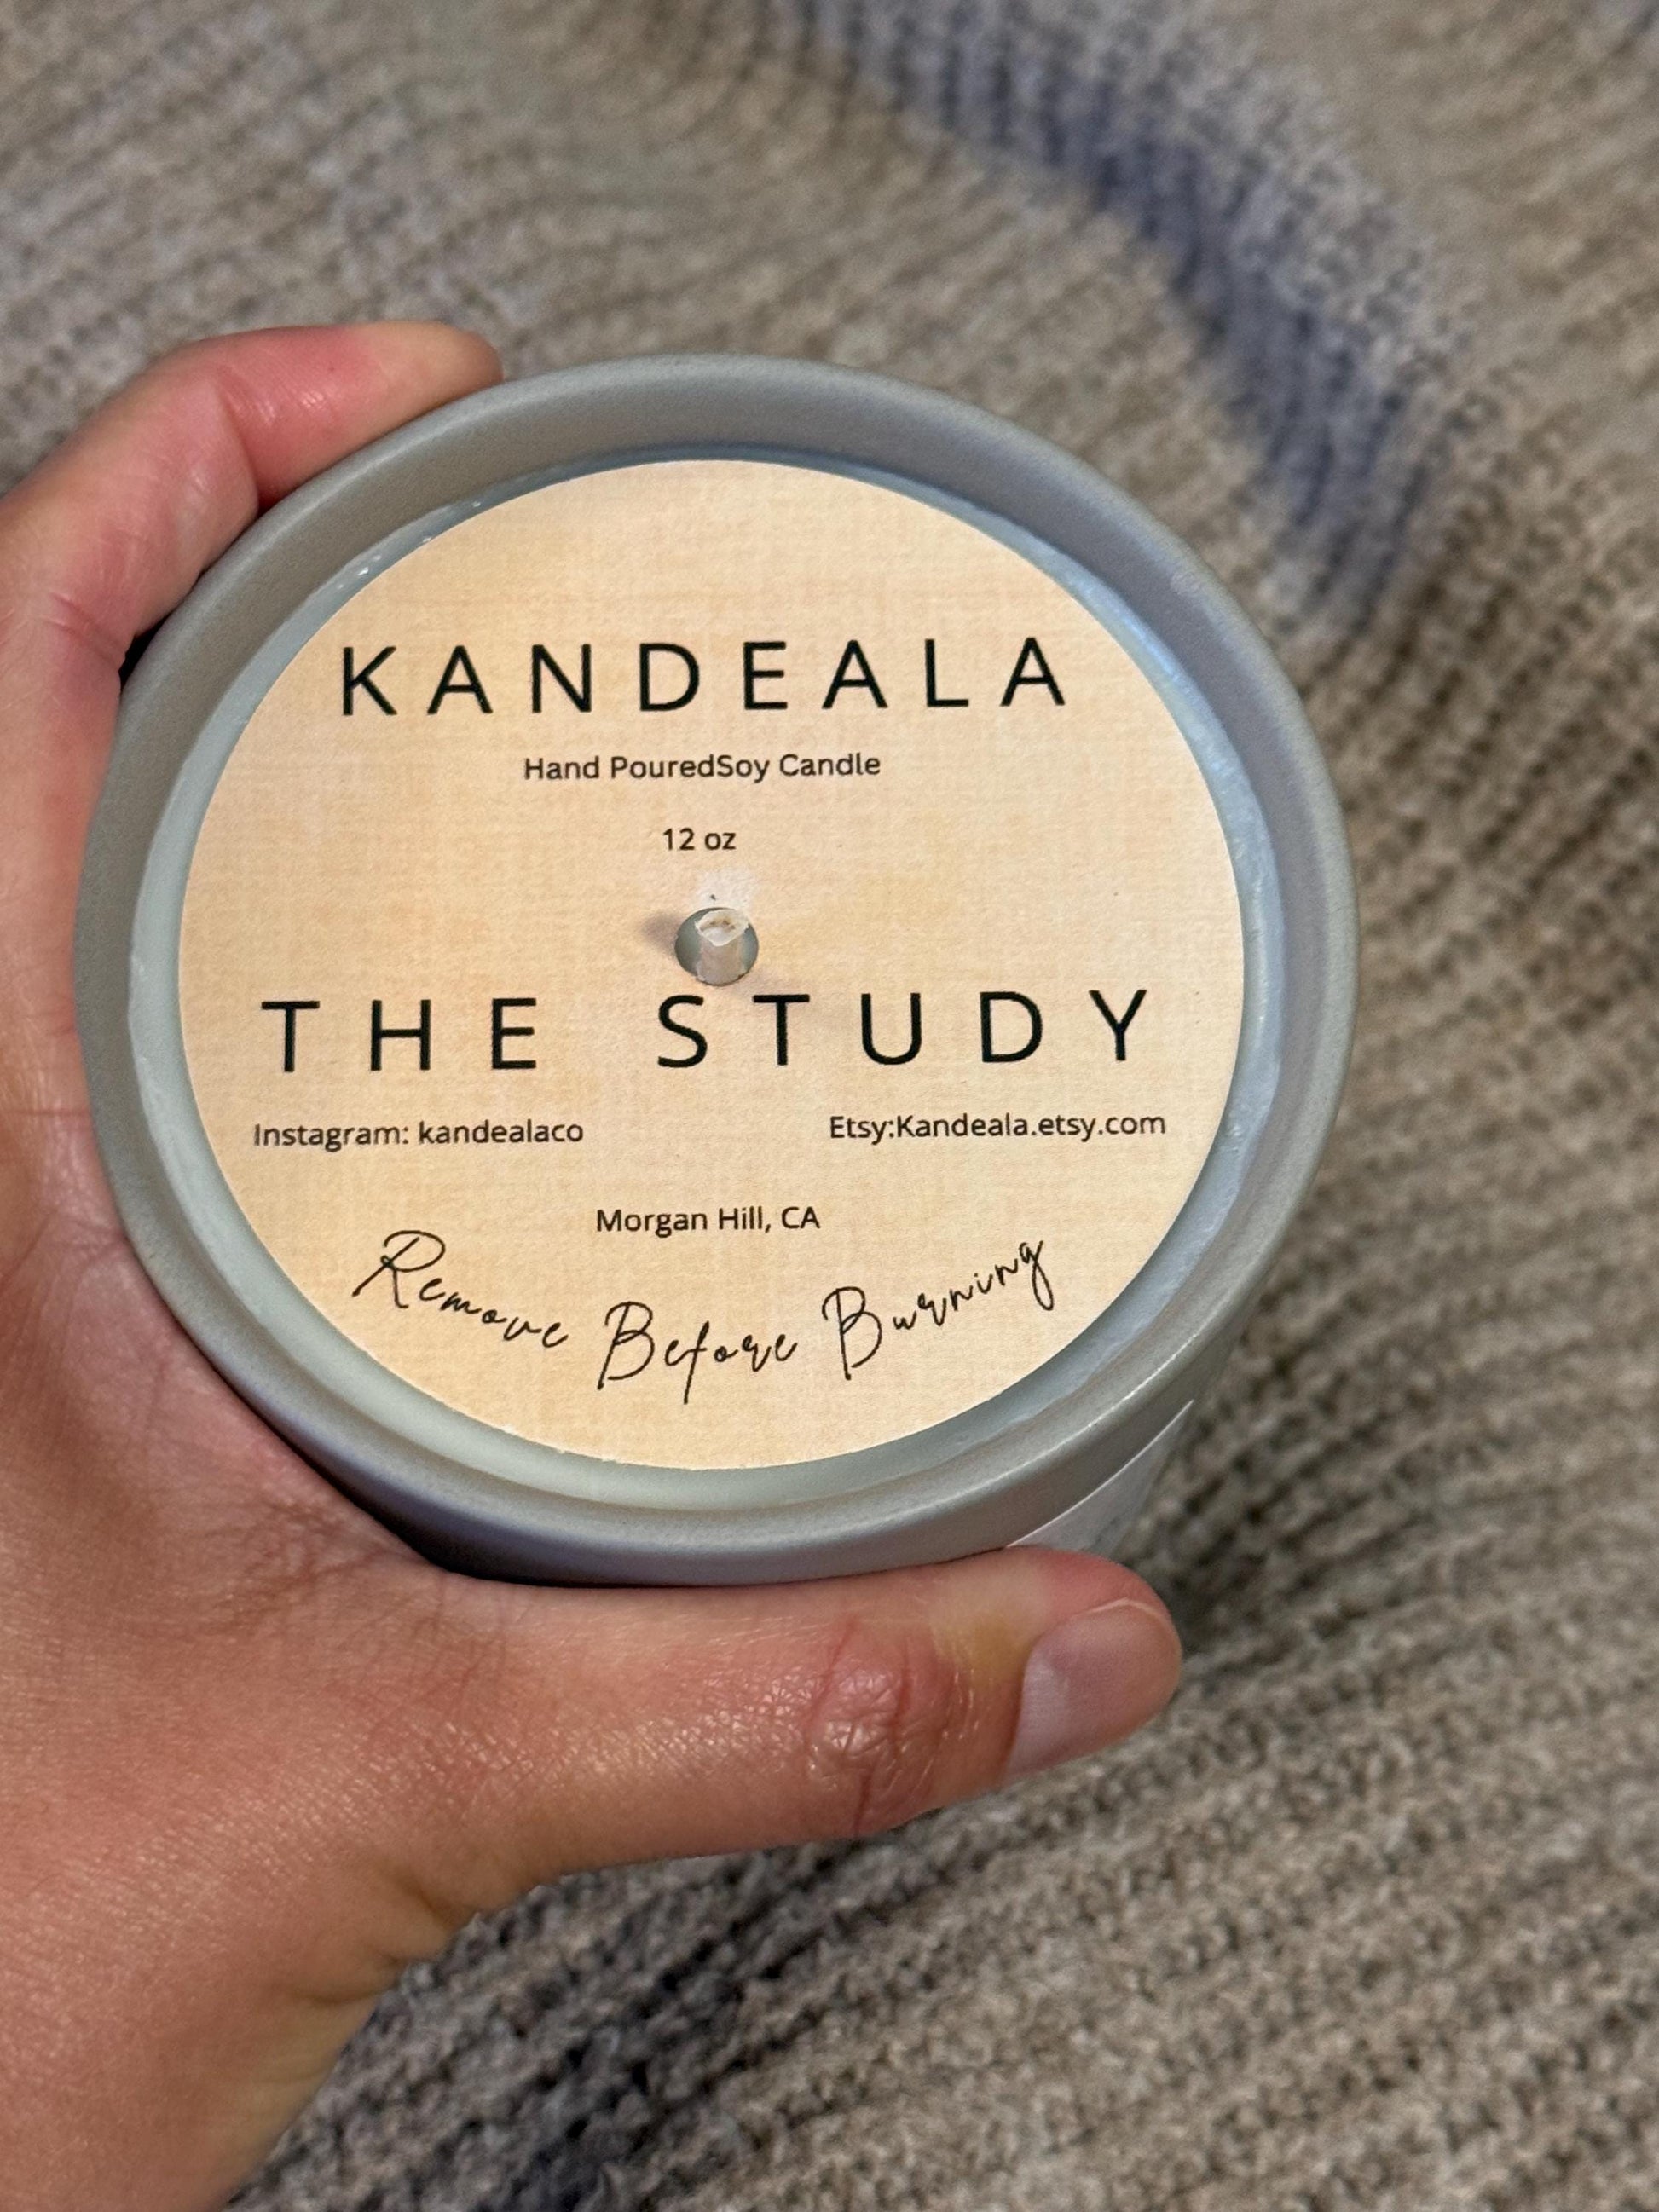 KANDEALA
Hand PouredSoy Candle
12 oz
THE STUDY
Instagram: kandealaco
Etsy:Kandeala.etsy.com
Morgan Hill, CA
Remove Before Burning